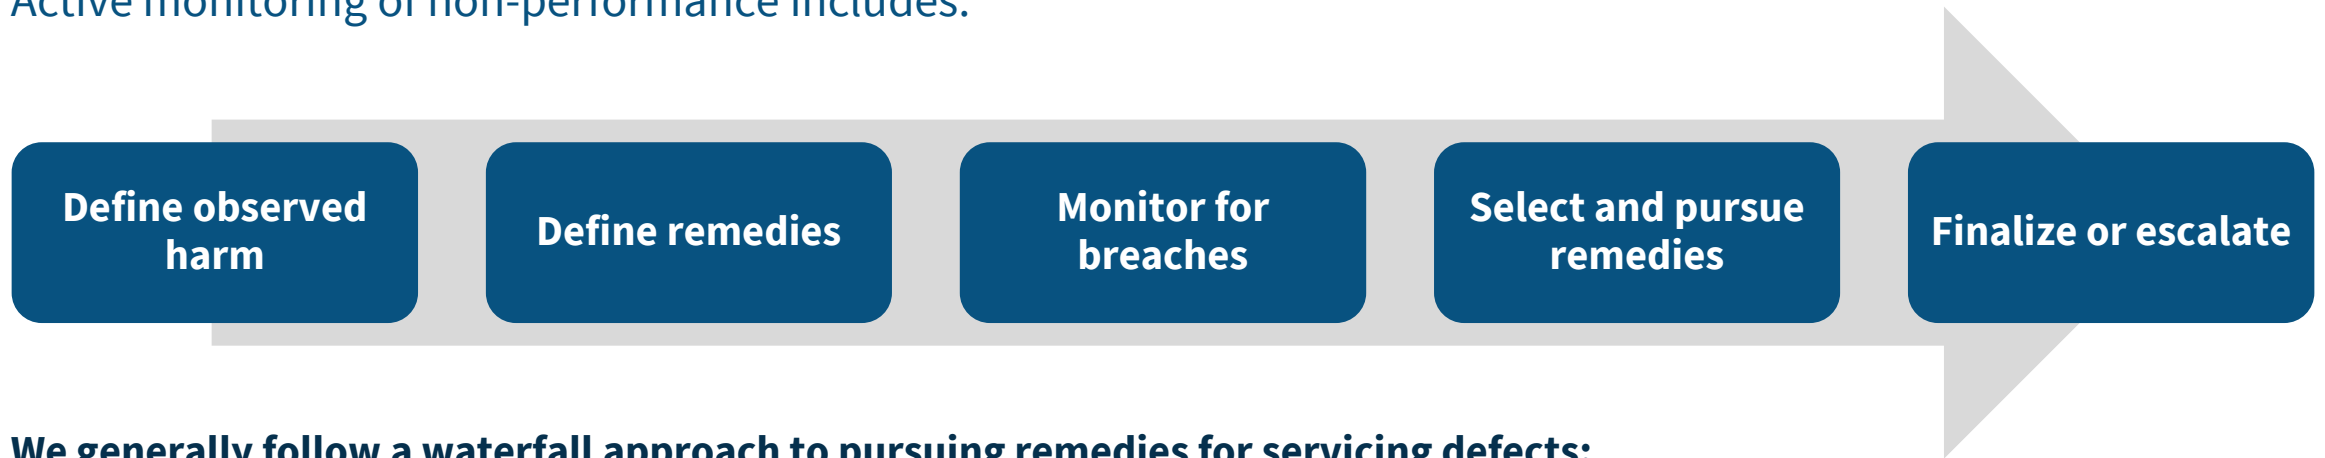 Active monitoring of non-performance includes:
Define observed
harm
Define remedies
Monitor for
breaches
Select and pursue
remedies
Finalize or escalate
We generally follow a waterfall approach to pursuing remedies for servicing defects: